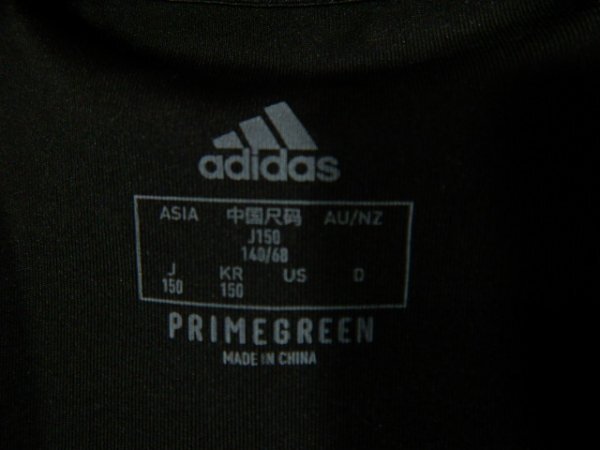 adidas
ASIA 中国尺码 AU/NZ
J150
140/68
J KR US D
150 150
PRIMEGREEN
MADE IN CHINA